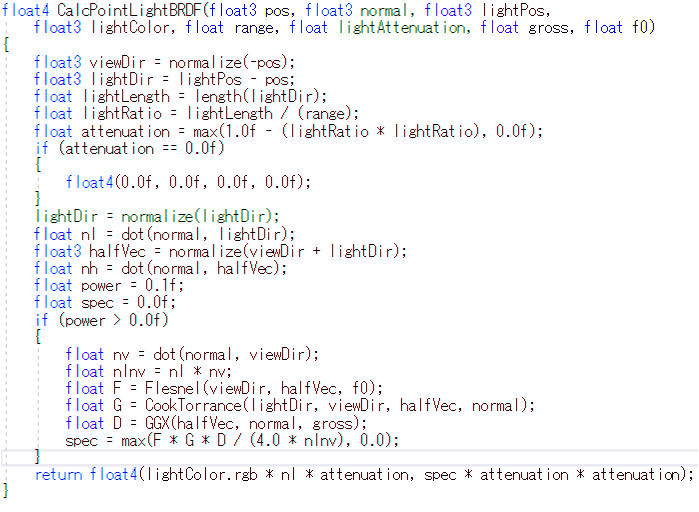 float4 CalcPointLightBRDF(float3 pos, float3 normal, float3 lightPos,
float3 lightColor, float range, float lightAttenuation, float gross, float f0)
{
float3 viewDir = normalize(-pos);
float3 lightDir = lightPos - pos;
float lightLength = length(lightDir);
float lightRatio = lightLength / (range);
float attenuation = max(1.0f - (lightRatio * lightRatio), 0.0f);
if (attenuation == 0.0f)
{
float4(0.0f, 0.0f, 0.0f, 0.0f);
}
lightDir = normalize(lightDir);
float nl = dot(normal, lightDir);
float3 halfVec = normalize(viewDir + lightDir);
float nh = dot(normal, halfVec);
float power = 0.1f;
float spec = 0.0f;
if (power > 0.0f)
{
float nv = dot(normal, viewDir);
float nlnv = nl * nv;
float F = Flesnel(viewDir, halfVec, f0);
float G = CookTorrance(lightDir, viewDir, halfVec, normal);
float D = GGX(halfVec, normal, gross);
spec = max(F * G * D / (4.0 * nlnv), 0.0);
}
return float4(lightColor.rgb * nl * attenuation, spec * attenuation * attenuation);
}